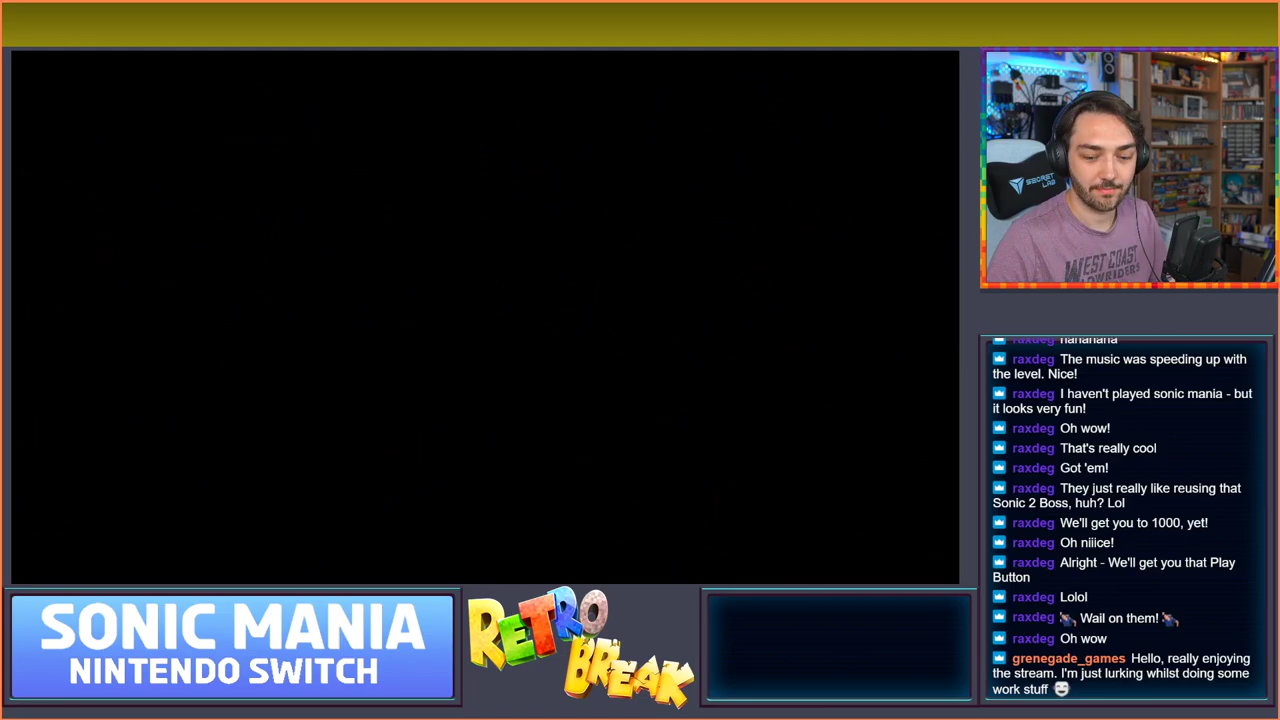 SECRET
LAB
WEST COAST
LOWRIDERS
raxdeg hahahaha
raxdeg The music was speeding up with
the level. Nice!
raxdeg I haven't played sonic mania - but
it looks very fun!
raxdeg Oh wow!
raxdeg That's really cool
raxdeg Got 'em!
raxdeg They just really like reusing that
Sonic 2 Boss, huh? Lol
raxdeg We'll get you to 1000, yet!
raxdeg Oh niiice!
raxdeg Alright - We'll get you that Play
Button
raxdeg Lolol
raxdeg Wail on them!
raxdeg Oh wow
grenegade_games Hello, really enjoying
the stream. I'm just lurking whilst doing some
work stuff
SONIC MANIA
NINTENDO SWITCH
RETRO
BREAK